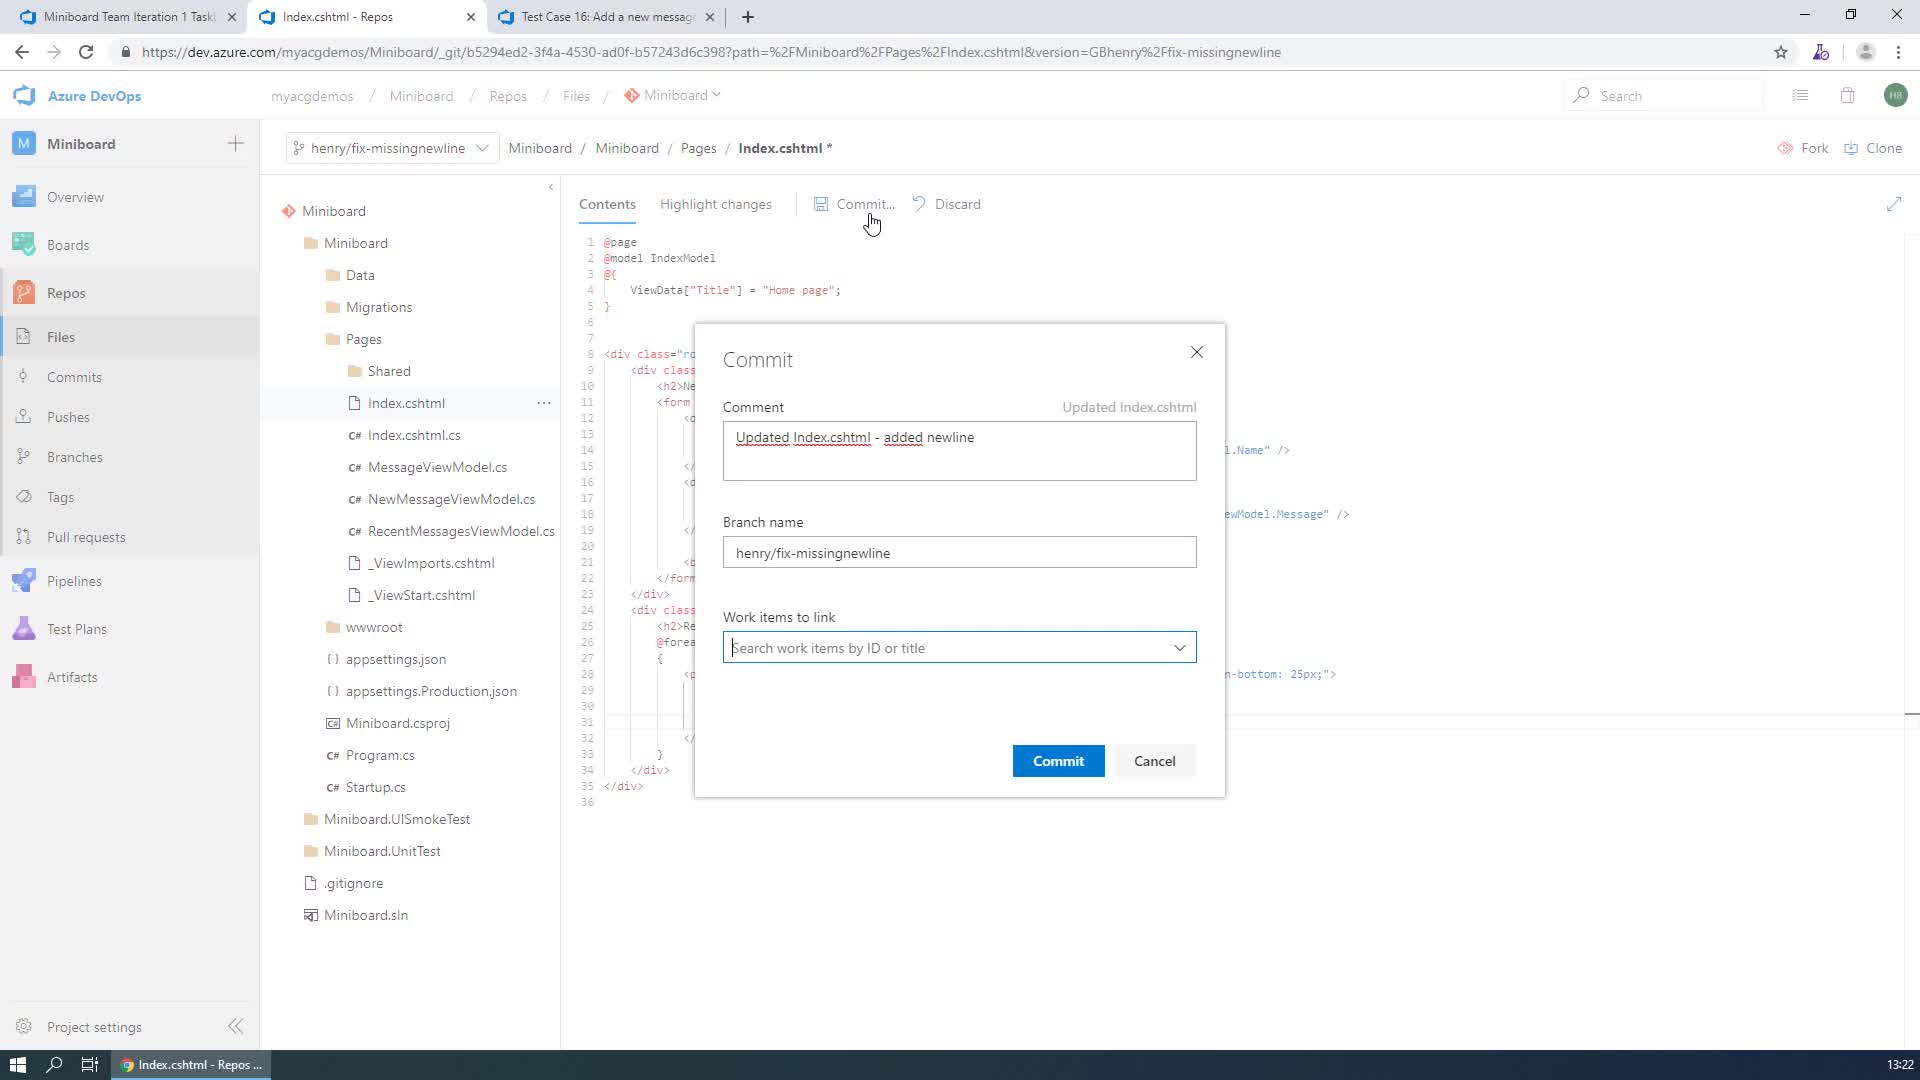 Miniboard Team Iteration 1 Task
Index.cshtml - Repos
Test Case 16: Add a new messag
https://dev.azure.com/myacgdemos/Miniboard/_git/b5294ed2-3f4a-4530-ad0f-b57243d6c398?path=%2FMiniboard%2FPages%2FIndex.cshtml&version=GBhenry%2Ffix-missingnewline
Azure DevOps
myacgdemos / Miniboard / Repos / Files / Miniboard
Search
HB
M Miniboard
henry/fix-missingnewline
Miniboard / Miniboard / Pages / Index.cshtml *
Fork
Clone
Overview
Boards
Repos
Files
Commits
Pushes
Branches
Tags
Pull requests
Pipelines
Test Plans
Artifacts
Project settings
Miniboard
Miniboard
Data
Migrations
Pages
Shared
Index.cshtml
C# Index.cshtml.cs
C# MessageViewModel.cs
C# NewMessageViewModel.cs
C# RecentMessagesViewModel.cs
_ViewImports.cshtml
_ViewStart.cshtml
wwwroot
{ } appsettings.json
{ } appsettings.Production.json
C# Miniboard.csproj
C# Program.cs
C# Startup.cs
Miniboard.UISmokeTest
Miniboard.UnitTest
.gitignore
Miniboard.sln
Contents
Highlight changes
Commit...
Discard
1 @page
2 @model IndexModel
3 @{
4 ViewData["Title"] = "Home page";
5 }
6
7
8 <div class="ro
9 <div class
10 <h2>Ne
11 <form
12 <d
13
14 l.Name" />
15 </
16 <d
17
18 ewModel.Message" />
19 </
20
21 <b
22 </form
23 </div>
24 <div class
25 <h2>Re
26 @forea
27 {
28 <p n-bottom: 25px;">
29
30
31
32 </
33 }
34 </div>
35 </div>
36
Commit
Comment
Updated Index.cshtml
Updated Index.cshtml - added newline
Branch name
henry/fix-missingnewline
Work items to link
Search work items by ID or title
Commit
Cancel
Index.cshtml - Repos ...
13:22